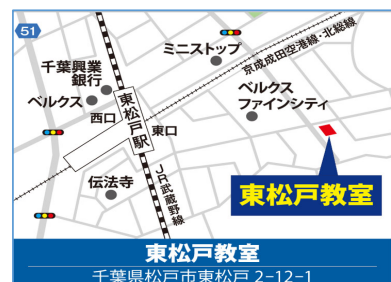 51
ミニストップ
京成成田空港線・北総線
千葉興業
銀行
ベルクス
西口
東松戸駅
東口
ベルクス
ファインシティ
伝法寺
JR武蔵野線
東松戸教室
東松戸教室
千葉県松戸市東松戸 2-12-1